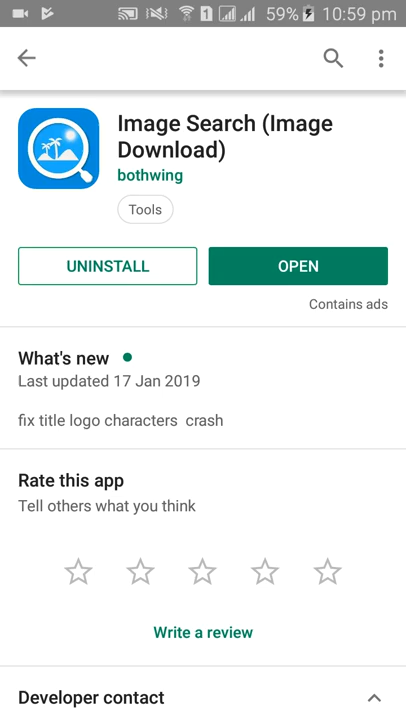 59% 10:59 pm
Image Search (Image
Download)
bothwing
Tools
UNINSTALL
OPEN
Contains ads
What's new
Last updated 17 Jan 2019
fix title logo characters  crash
Rate this app
Tell others what you think
Write a review
Developer contact